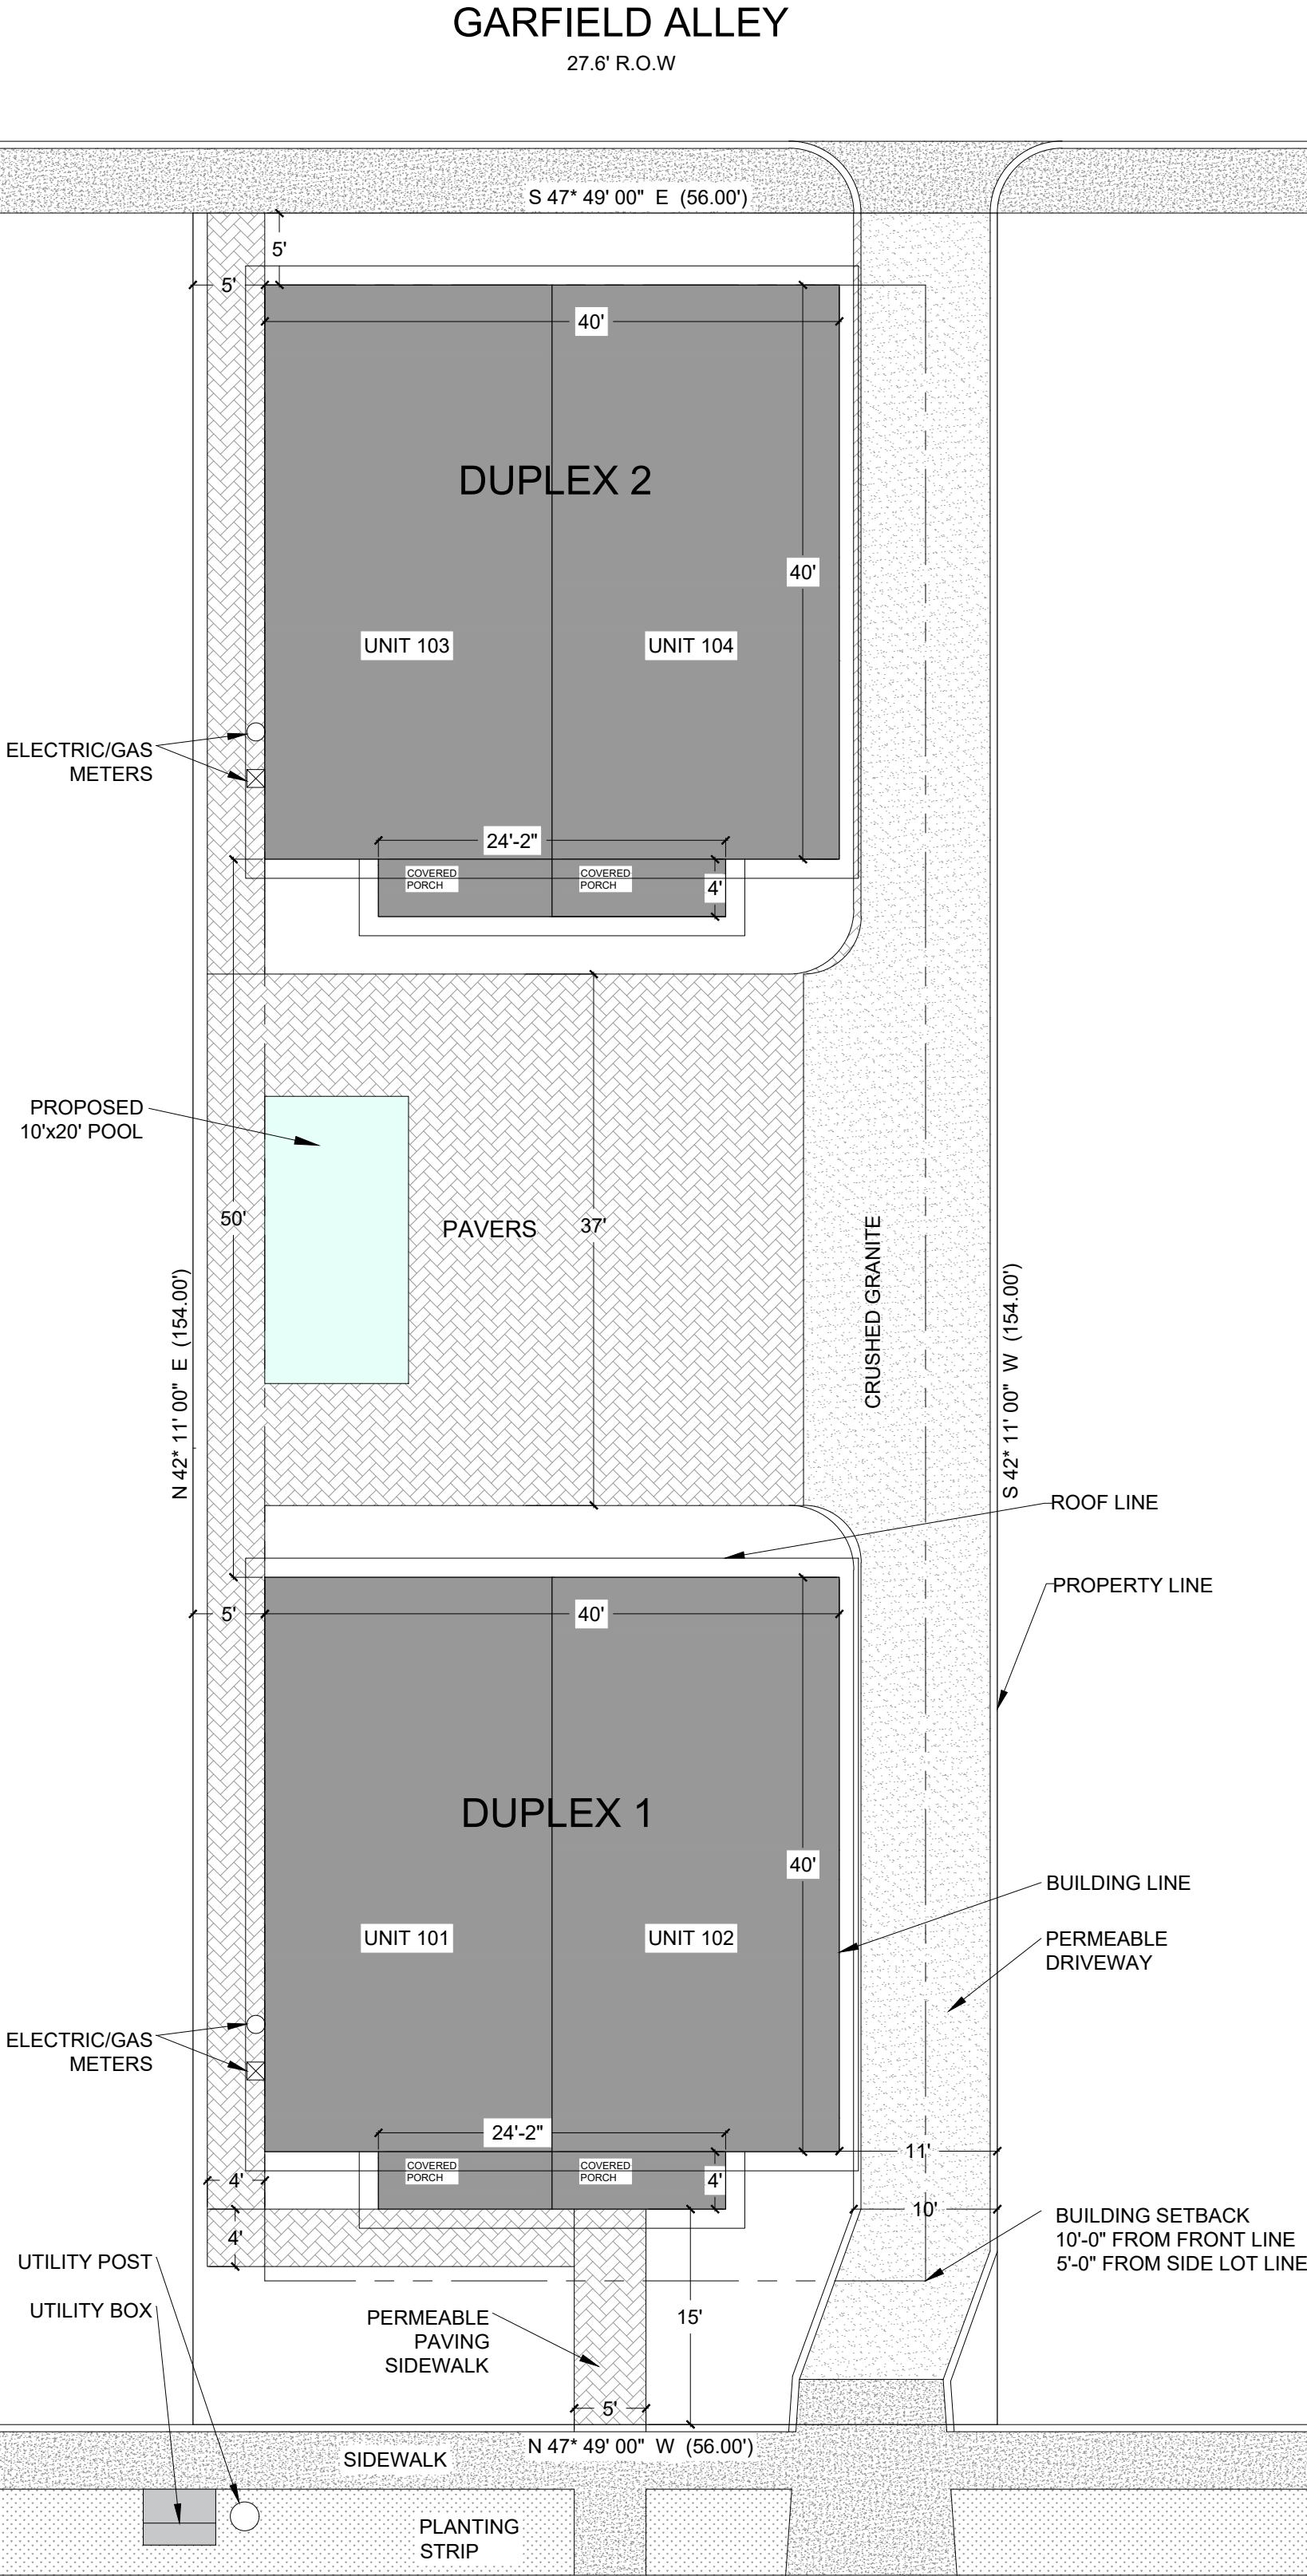 GARFIELD ALLEY
27.6' R.O.W
S 47* 49' 00" E (56.00')
5'
5'
40'
DUPLEX 2
40'
UNIT 103
UNIT 104
ELECTRIC/GAS
METERS
24'-2"
COVERED
PORCH
COVERED
PORCH
4'
PROPOSED
10'x20' POOL
50'
PAVERS
37'
CRUSHED GRANITE
N 42* 11' 00" E (154.00')
S 42* 11' 00" W (154.00')
ROOF LINE
PROPERTY LINE
5'
40'
DUPLEX 1
40'
BUILDING LINE
UNIT 101
UNIT 102
PERMEABLE
DRIVEWAY
ELECTRIC/GAS
METERS
24'-2"
11'
COVERED
PORCH
COVERED
PORCH
4'
4'
10'
4'
BUILDING SETBACK
10'-0" FROM FRONT LINE
5'-0" FROM SIDE LOT LINE
UTILITY POST
UTILITY BOX
PERMEABLE
PAVING
SIDEWALK
15'
5'
N 47* 49' 00" W (56.00')
SIDEWALK
PLANTING
STRIP